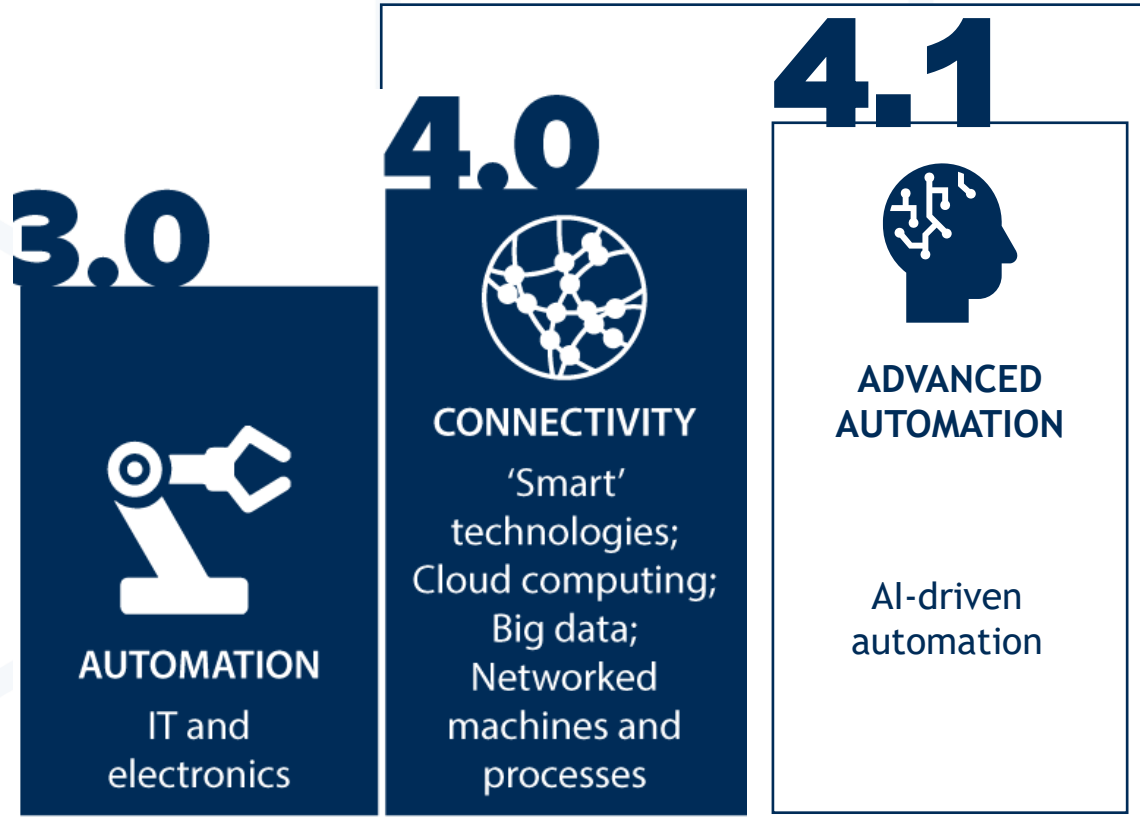 3.0
AUTOMATION
IT and
electronics
4.0
CONNECTIVITY
‘Smart’
technologies;
Cloud computing;
Big data;
Networked
machines and
processes
4.1
ADVANCED
AUTOMATION
AI-driven
automation